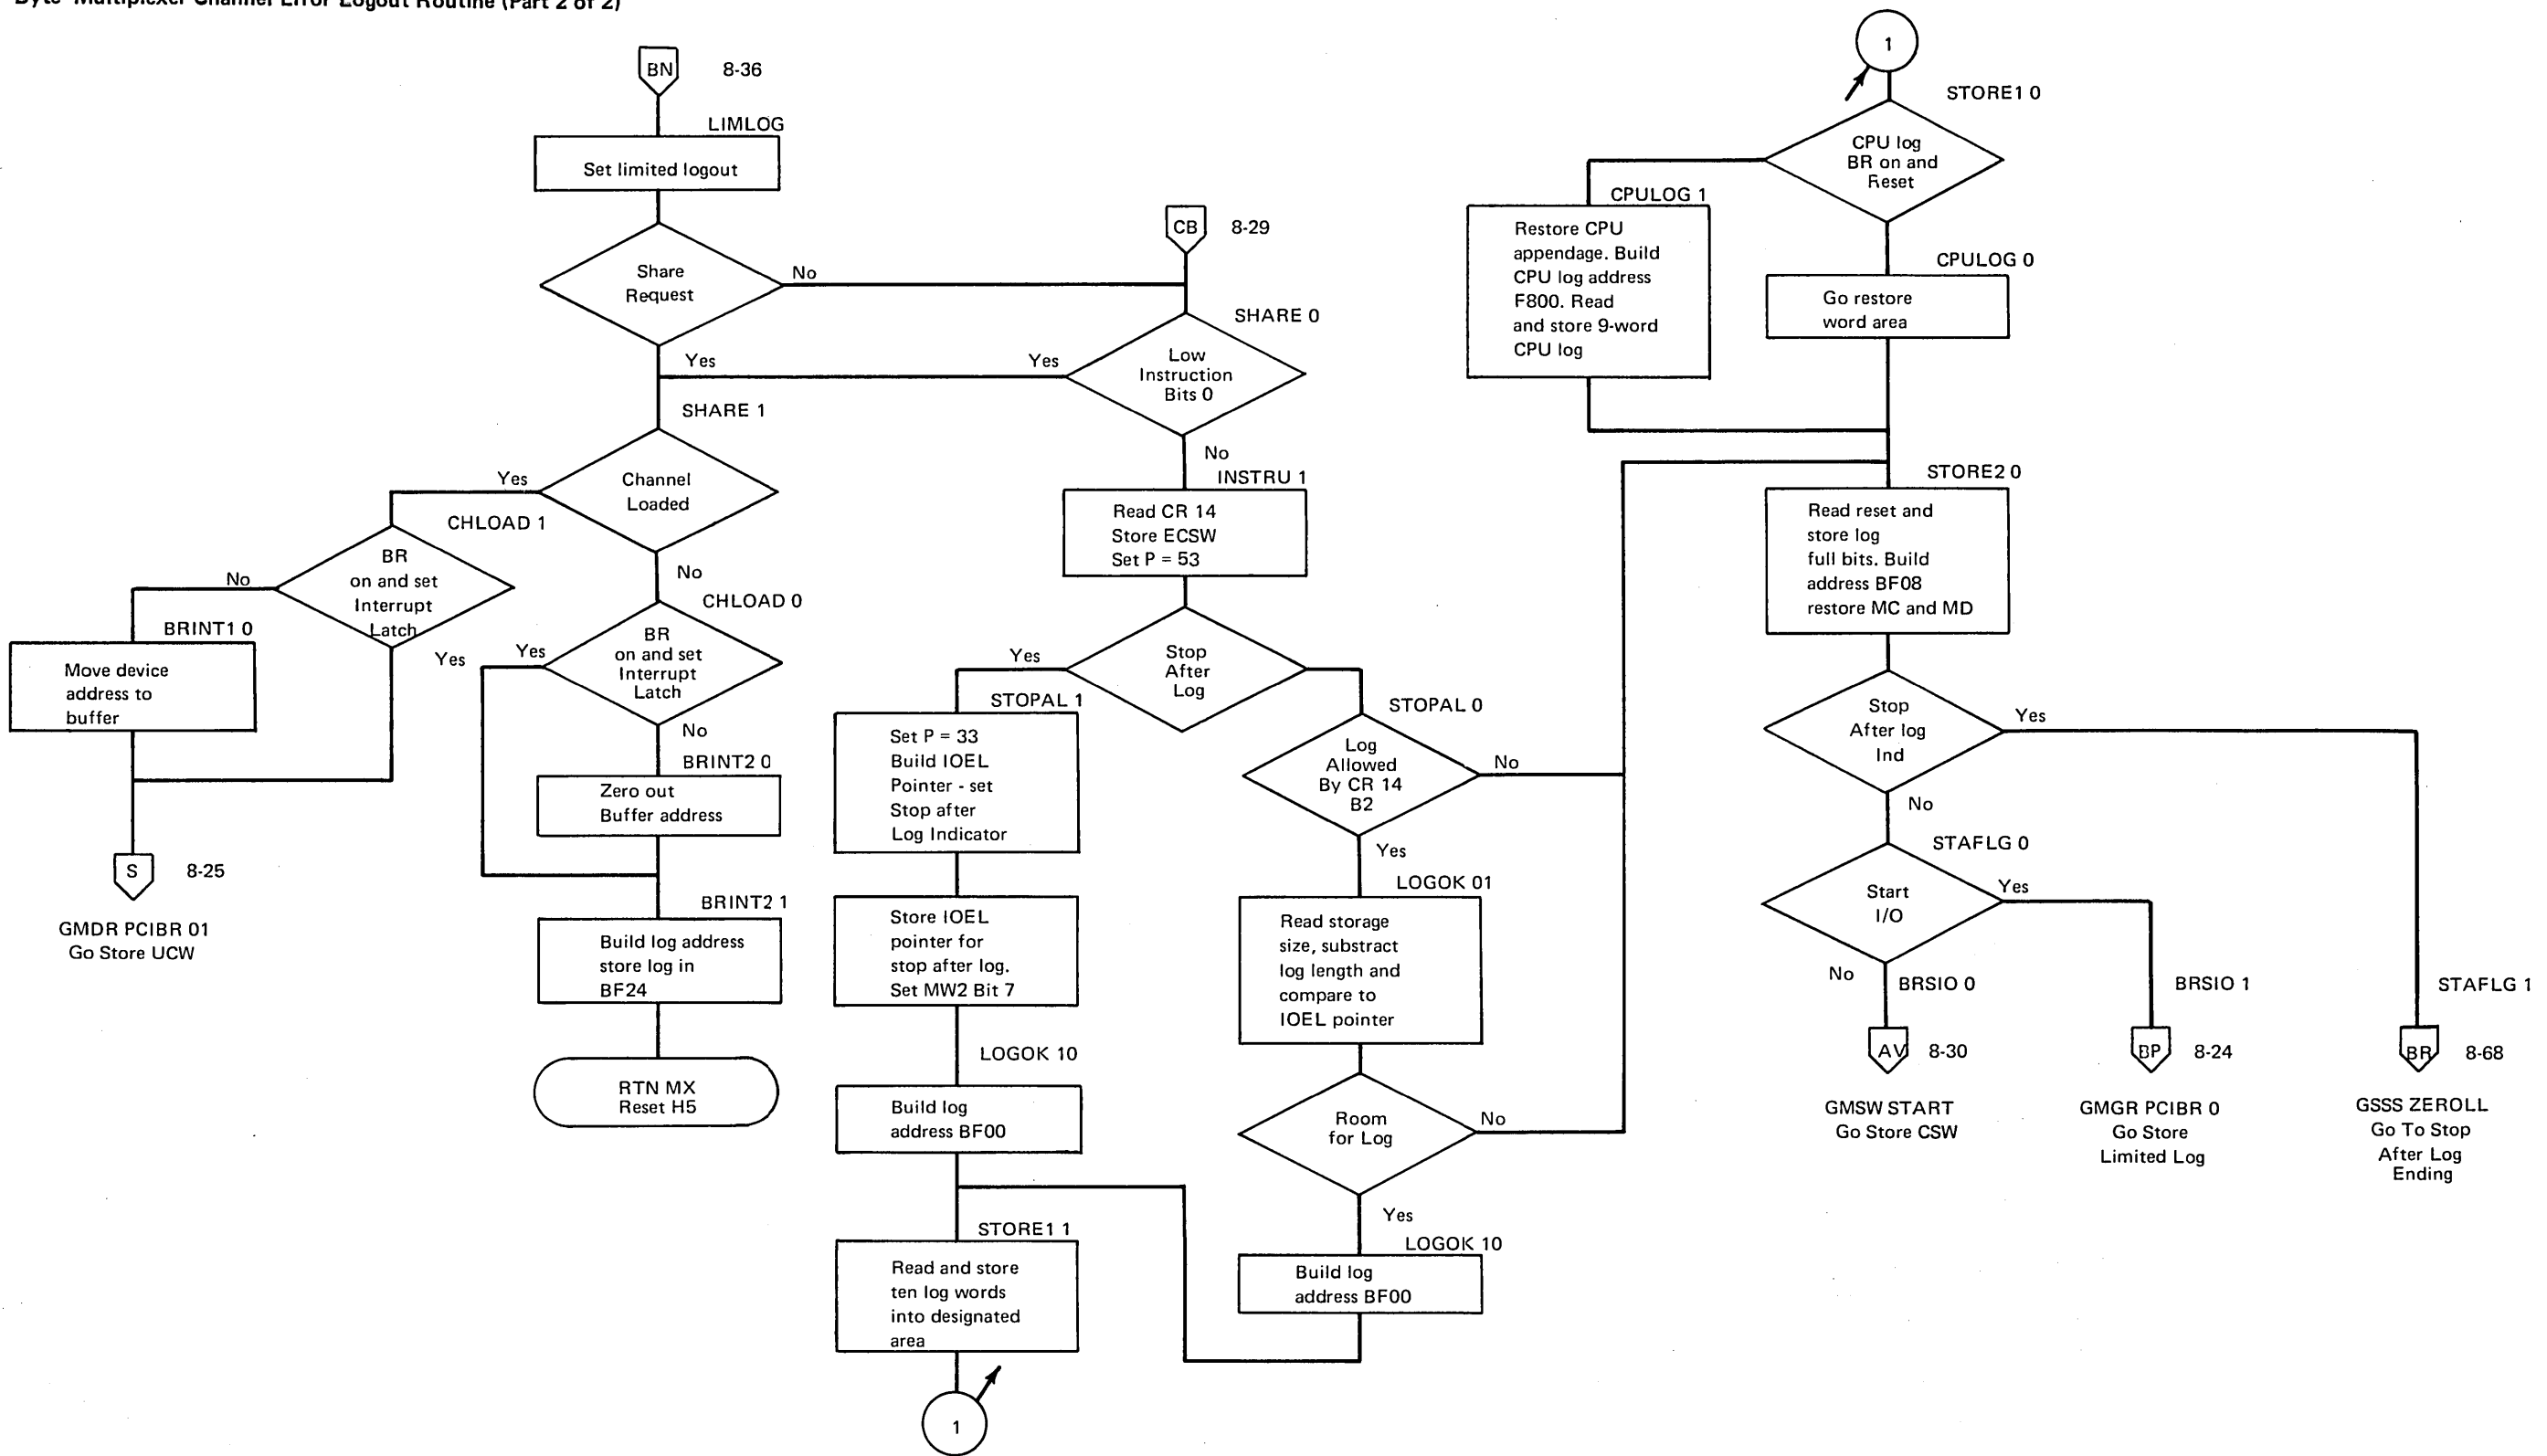 Byte Multiplexer Channel Error Logout Routine (Part 2 of 2)
BN
8-36
LIMLOG
Set limited logout
Share
Request
No
Yes
CB
8-29
SHARE 0
Low
Instruction
Bits 0
Yes
No
SHARE 1
Channel
Loaded
Yes
No
CHLOAD 1
BR
on and set
Interrupt
Latch
No
Yes
BRINT1 0
Move device
address to
buffer
S
8-25
GMDR PCIBR 01
Go Store UCW
CHLOAD 0
BR
on and set
Interrupt
Latch
Yes
No
BRINT2 0
Zero out
Buffer address
BRINT2 1
Build log address
store log in
BF24
RTN MX
Reset H5
INSTRU 1
Read CR 14
Store ECSW
Set P = 53
Stop
After
Log
Yes
STOPAL 1
Set P = 33
Build IOEL
Pointer - set
Stop after
Log Indicator
Store IOEL
pointer for
stop after log.
Set MW2 Bit 7
LOGOK 10
Build log
address BF00
STORE1 1
Read and store
ten log words
into designated
area
1
STOPAL 0
Log
Allowed
By CR 14
B2
No
Yes
LOGOK 01
Read storage
size, substract
log length and
compare to
IOEL pointer
Room
for Log
No
Yes
LOGOK 10
Build log
address BF00
1
STORE1 0
CPU log
BR on and
Reset
CPULOG 1
Restore CPU
appendage. Build
CPU log address
F800. Read
and store 9-word
CPU log
CPULOG 0
Go restore
word area
STORE2 0
Read reset and
store log
full bits. Build
address BF08
restore MC and MD
Stop
After log
Ind
Yes
No
STAFLG 0
Start
I/O
Yes
No
BRSIO 0
BRSIO 1
STAFLG 1
AV
8-30
GMSW START
Go Store CSW
BP
8-24
GMGR PCIBR 0
Go Store
Limited Log
BR
8-68
GSSS ZEROLL
Go To Stop
After Log
Ending